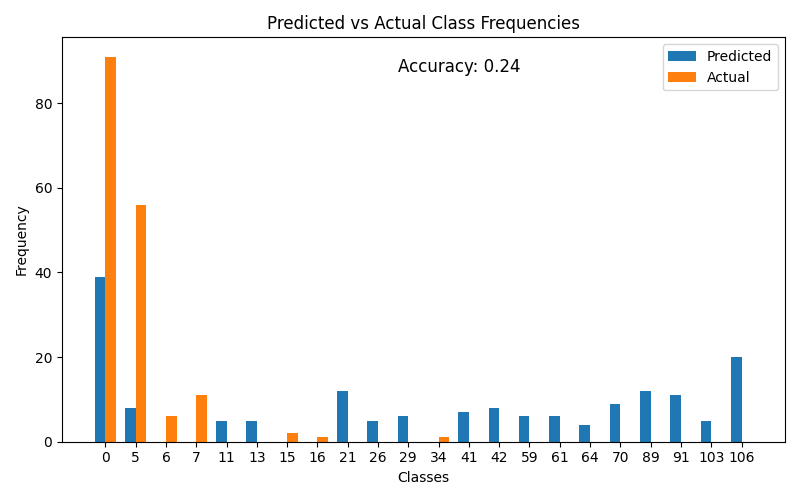 Predicted vs Actual Class Frequencies
Accuracy: 0.24
Predicted
Actual
Frequency
80
60
40
20
0
0 5 6 7 11 13 15 16 21 26 29 34 41 42 59 61 64 70 89 91 103 106
Classes